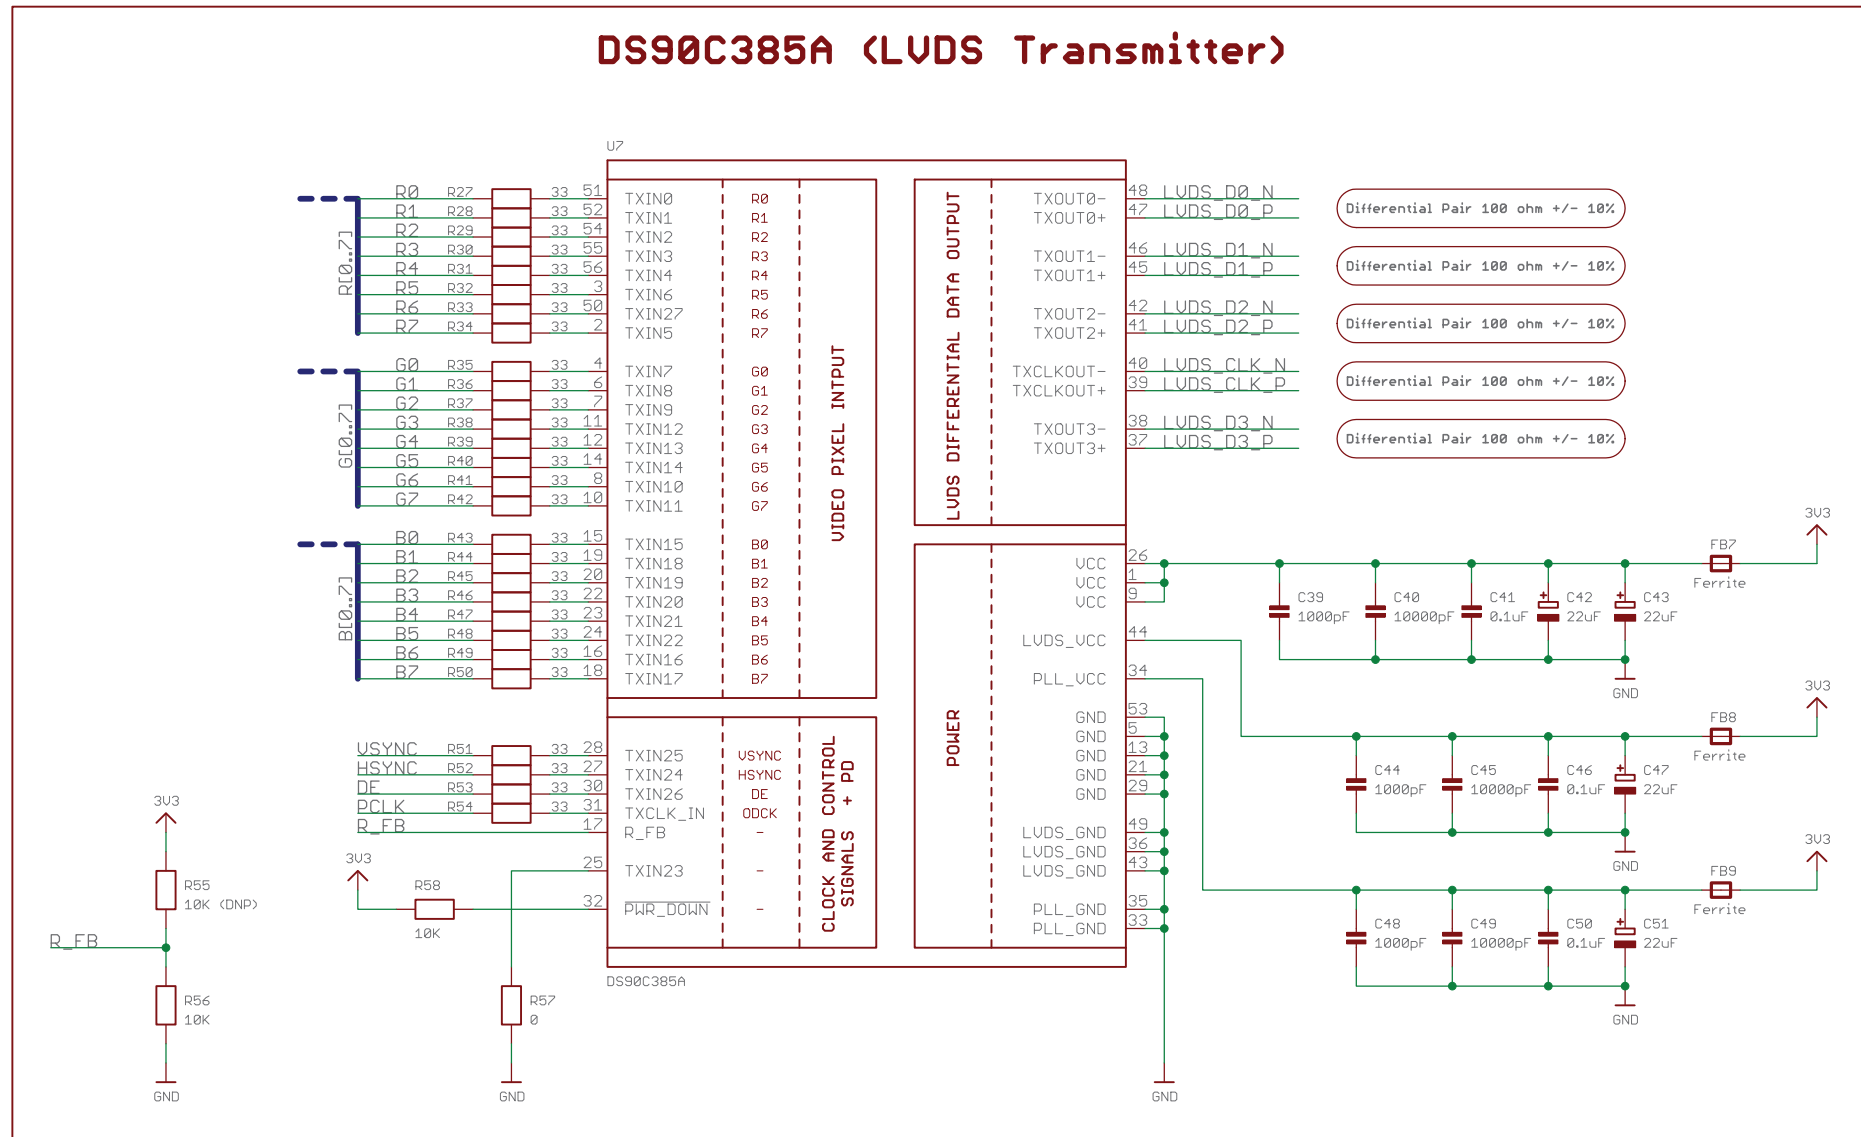 DS90C385A (LVDS Transmitter)
U7
R0 R27 33 51 TXIN0 R0
R1 R28 33 52 TXIN1 R1
R2 R29 33 54 TXIN2 R2
R3 R30 33 55 TXIN3 R3
R4 R31 33 56 TXIN4 R4
R5 R32 33 3 TXIN6 R5
R6 R33 33 50 TXIN27 R6
R7 R34 33 2 TXIN5 R7
R[0..7]
G0 R35 33 4 TXIN7 G0
G1 R36 33 6 TXIN8 G1
G2 R37 33 7 TXIN9 G2
G3 R38 33 11 TXIN12 G3
G4 R39 33 12 TXIN13 G4
G5 R40 33 14 TXIN14 G5
G6 R41 33 8 TXIN10 G6
G7 R42 33 10 TXIN11 G7
G[0..7]
B0 R43 33 15 TXIN15 B0
B1 R44 33 19 TXIN18 B1
B2 R45 33 20 TXIN19 B2
B3 R46 33 22 TXIN20 B3
B4 R47 33 23 TXIN21 B4
B5 R48 33 24 TXIN22 B5
B6 R49 33 16 TXIN16 B6
B7 R50 33 18 TXIN17 B7
B[0..7]
VIDEO PIXEL INTPUT
VSYNC R51 33 28 TXIN25 VSYNC
HSYNC R52 33 27 TXIN24 HSYNC
DE R53 33 30 TXIN26 DE
PCLK R54 33 31 TXCLK_IN ODCK
R_FB 17 R_FB -
25 TXIN23 -
32 PWR_DOWN -
CLOCK AND CONTROL
SIGNALS + PD
3V3
R58
10K
3V3
R55
10K (DNP)
R_FB
R56
10K
GND
R57
0
GND
DS90C385A
LVDS DIFFERENTIAL DATA OUTPUT
TXOUT0- 48 LVDS_D0_N
TXOUT0+ 47 LVDS_D0_P
Differential Pair 100 ohm +/- 10%
TXOUT1- 46 LVDS_D1_N
TXOUT1+ 45 LVDS_D1_P
Differential Pair 100 ohm +/- 10%
TXOUT2- 42 LVDS_D2_N
TXOUT2+ 41 LVDS_D2_P
Differential Pair 100 ohm +/- 10%
TXCLKOUT- 40 LVDS_CLK_N
TXCLKOUT+ 39 LVDS_CLK_P
Differential Pair 100 ohm +/- 10%
TXOUT3- 38 LVDS_D3_N
TXOUT3+ 37 LVDS_D3_P
Differential Pair 100 ohm +/- 10%
POWER
VCC 26
VCC 1
VCC 9
LVDS_VCC 44
PLL_VCC 34
GND 53
GND 5
GND 13
GND 21
GND 29
LVDS_GND 49
LVDS_GND 36
LVDS_GND 43
PLL_GND 35
PLL_GND 33
GND
3V3
FB7
Ferrite
C39 C40 C41 C42 C43
1000pF 10000pF 0.1uF 22uF 22uF
GND
3V3
FB8
Ferrite
C44 C45 C46 C47
1000pF 10000pF 0.1uF 22uF
GND
3V3
FB9
Ferrite
C48 C49 C50 C51
1000pF 10000pF 0.1uF 22uF
GND